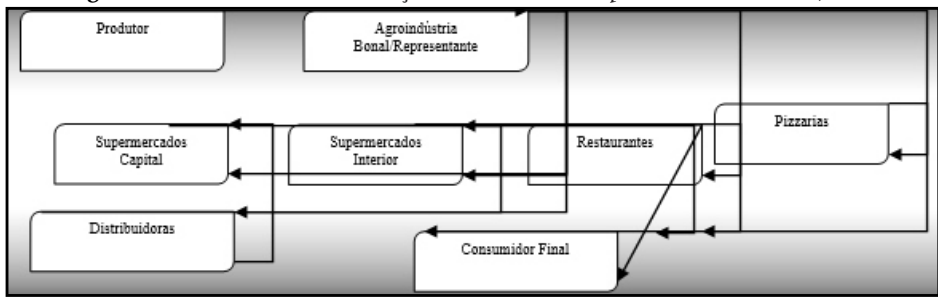 Produtor
Agroindústria
Bonal/Representante
Pizzarias
Supermercados
Capital
Supermercados
Interior
Restaurantes
Distribuidoras
Consumidor Final